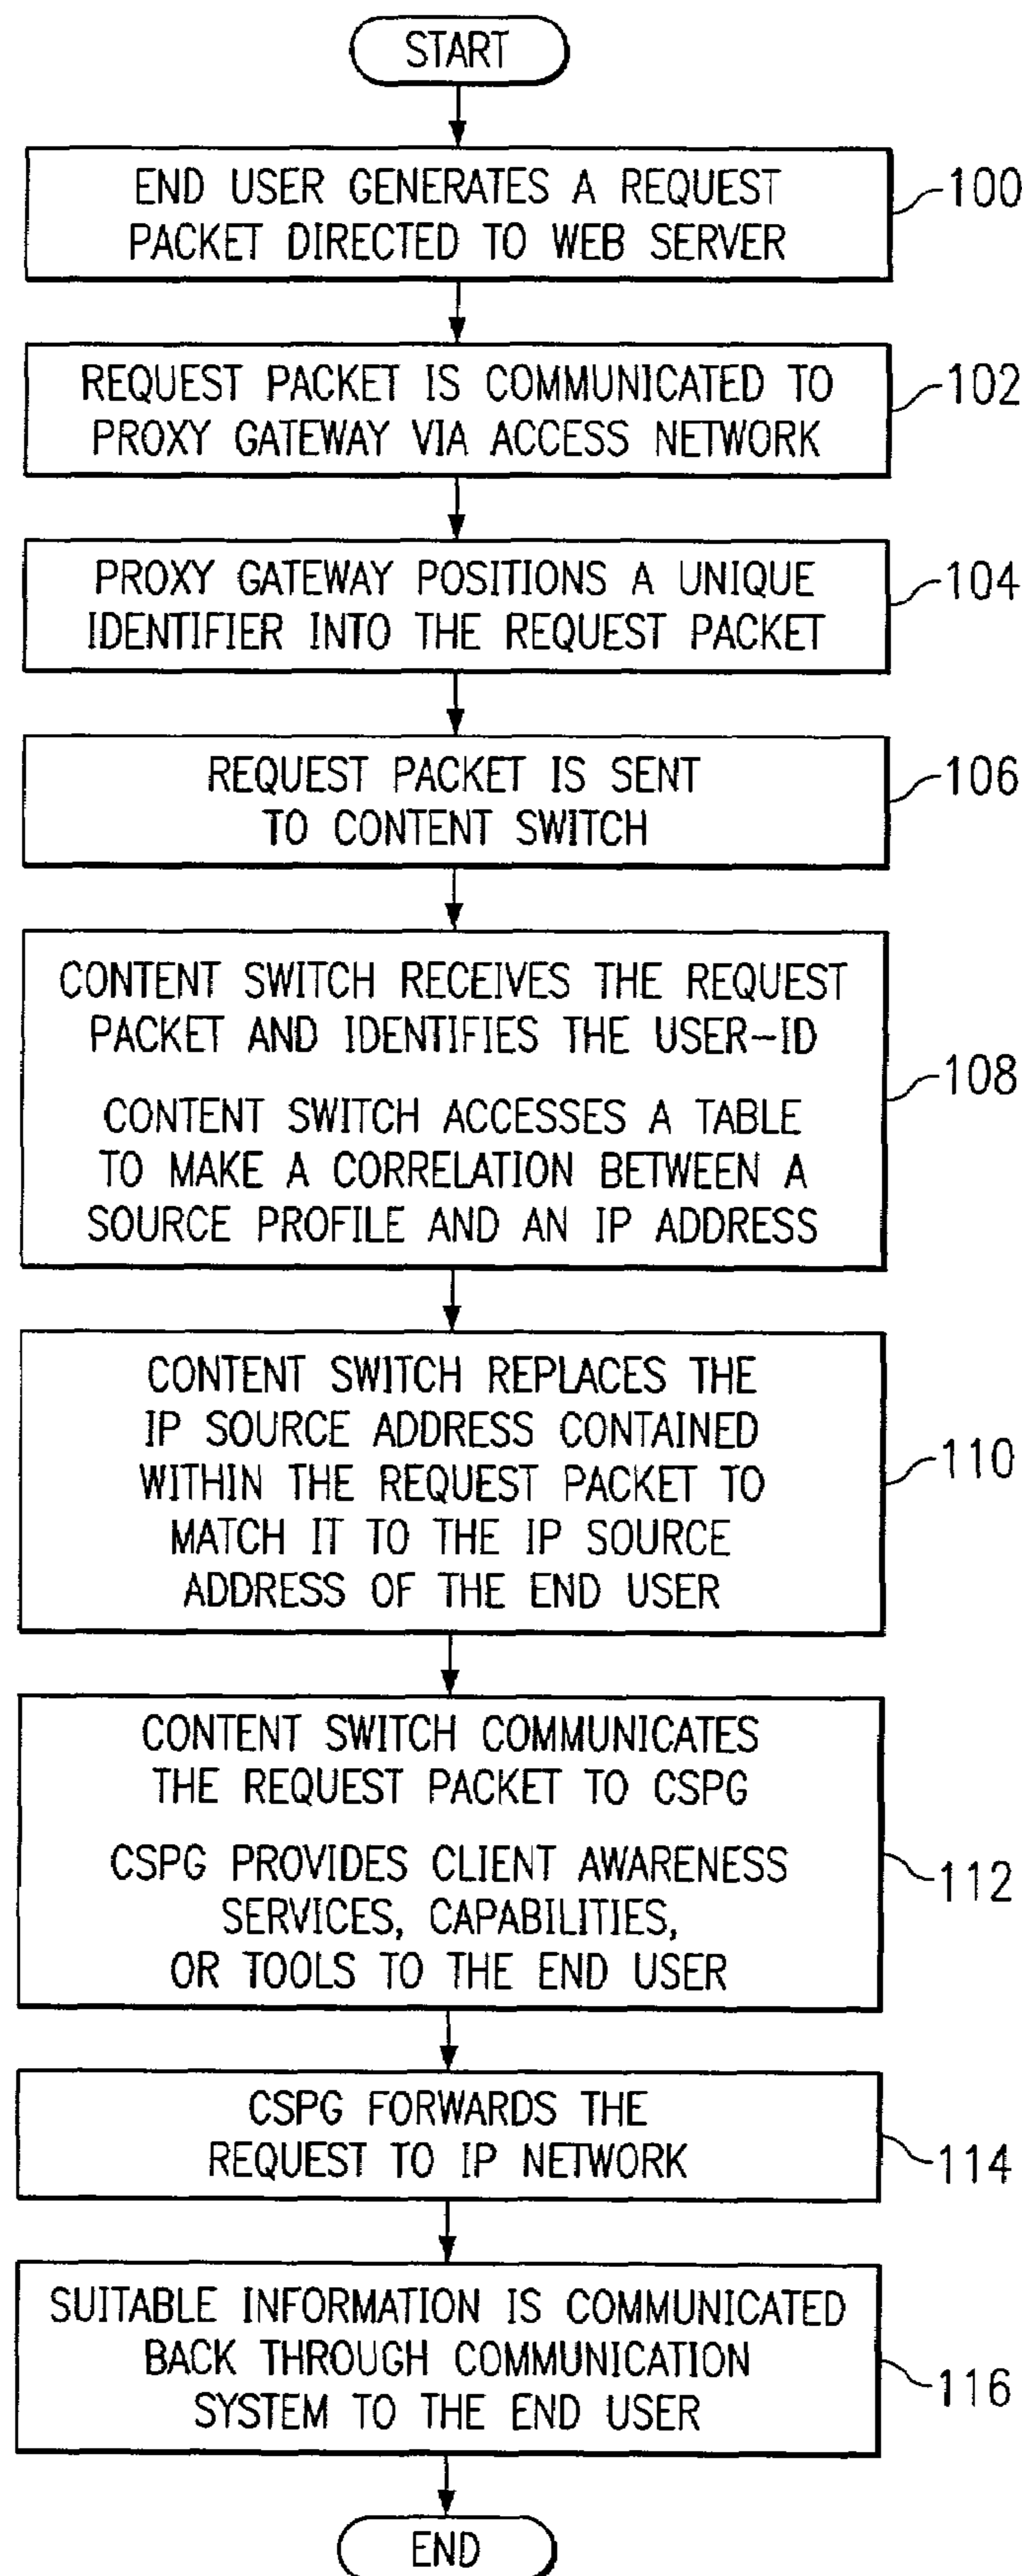 START
END USER GENERATES A REQUEST
PACKET DIRECTED TO WEB SERVER
100
REQUEST PACKET IS COMMUNICATED TO
PROXY GATEWAY VIA ACCESS NETWORK
102
PROXY GATEWAY POSITIONS A UNIQUE
IDENTIFIER INTO THE REQUEST PACKET
104
REQUEST PACKET IS SENT
TO CONTENT SWITCH
106
CONTENT SWITCH RECEIVES THE REQUEST
PACKET AND IDENTIFIES THE USER-ID
CONTENT SWITCH ACCESSES A TABLE
TO MAKE A CORRELATION BETWEEN A
SOURCE PROFILE AND AN IP ADDRESS
108
CONTENT SWITCH REPLACES THE
IP SOURCE ADDRESS CONTAINED
WITHIN THE REQUEST PACKET TO
MATCH IT TO THE IP SOURCE
ADDRESS OF THE END USER
110
CONTENT SWITCH COMMUNICATES
THE REQUEST PACKET TO CSPG
CSPG PROVIDES CLIENT AWARENESS
SERVICES, CAPABILITIES,
OR TOOLS TO THE END USER
112
CSPG FORWARDS THE
REQUEST TO IP NETWORK
114
SUITABLE INFORMATION IS COMMUNICATED
BACK THROUGH COMMUNICATION
SYSTEM TO THE END USER
116
END